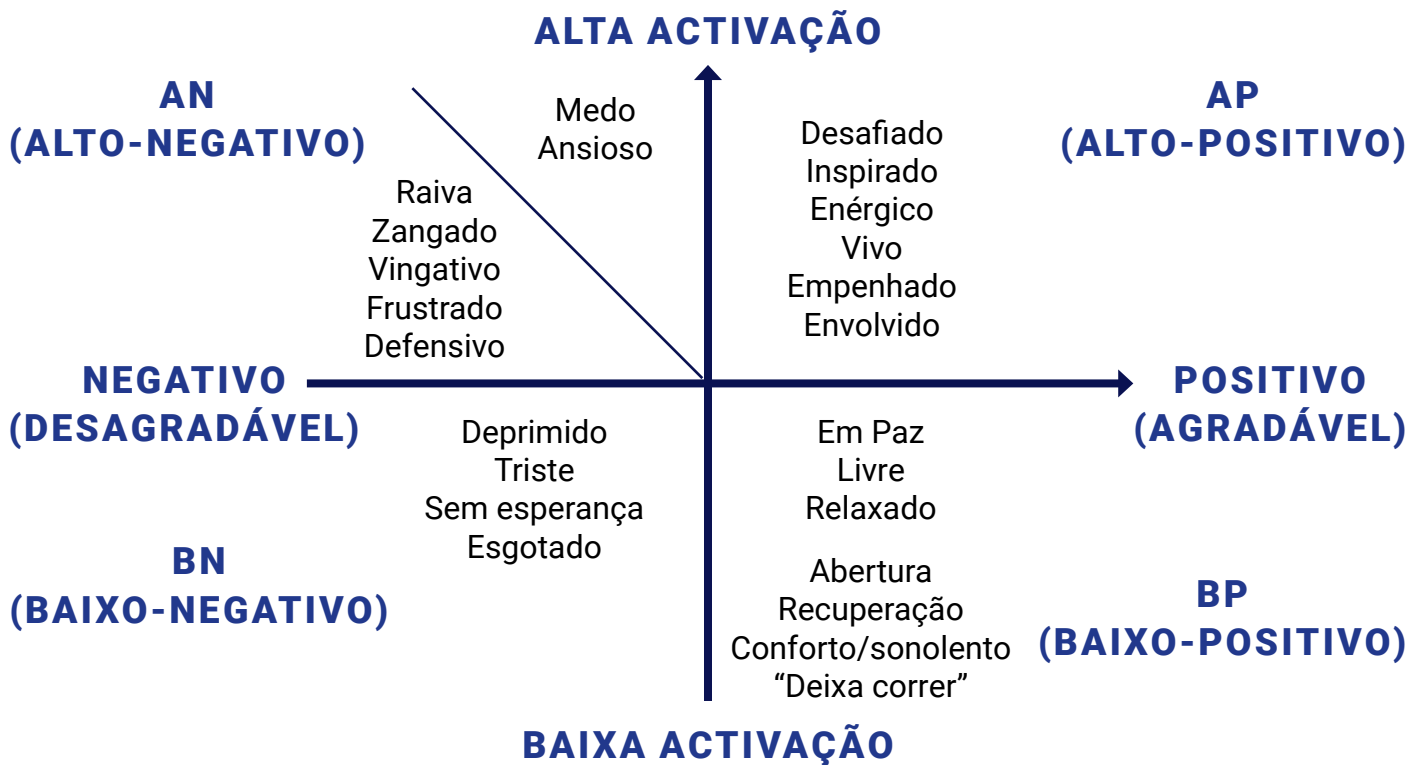 ALTA ACTIVAÇÃO
AN
(ALTO-NEGATIVO)
Medo
Ansioso
Raiva
Zangado
Vingativo
Frustrado
Defensivo
AP
(ALTO-POSITIVO)
Desafiado
Inspirado
Enérgico
Vivo
Empenhado
Envolvido
NEGATIVO
(DESAGRADÁVEL)
POSITIVO
(AGRADÁVEL)
Deprimido
Triste
Sem esperança
Esgotado
BN
(BAIXO-NEGATIVO)
Em Paz
Livre
Relaxado
Abertura
Recuperação
Conforto/sonolento
“Deixa correr”
BP
(BAIXO-POSITIVO)
BAIXA ACTIVAÇÃO